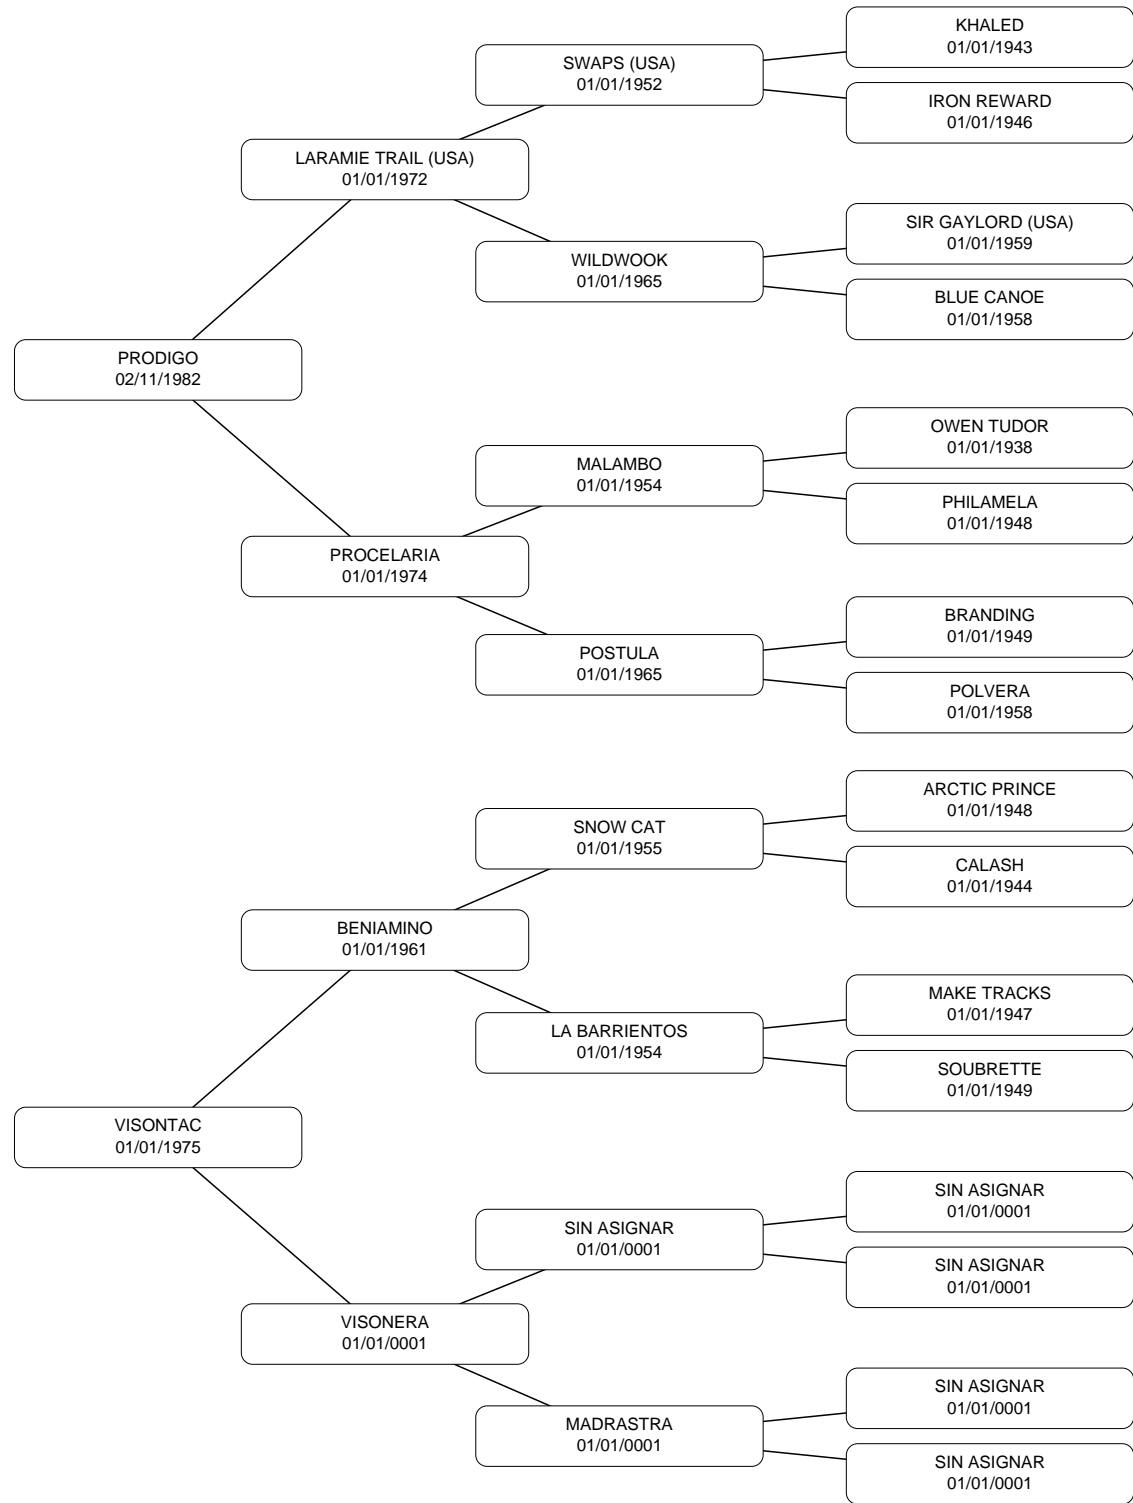 KHALED
01/01/1943
SWAPS (USA)
01/01/1952
IRON REWARD
01/01/1946
LARAMIE TRAIL (USA)
01/01/1972
SIR GAYLORD (USA)
01/01/1959
WILDWOOK
01/01/1965
BLUE CANOE
01/01/1958
PRODIGO
02/11/1982
OWEN TUDOR
01/01/1938
MALAMBO
01/01/1954
PHILAMELA
01/01/1948
PROCELARIA
01/01/1974
BRANDING
01/01/1949
POSTULA
01/01/1965
POLVERA
01/01/1958
ARCTIC PRINCE
01/01/1948
SNOW CAT
01/01/1955
CALASH
01/01/1944
BENIAMINO
01/01/1961
MAKE TRACKS
01/01/1947
LA BARRIENTOS
01/01/1954
SOUBRETTE
01/01/1949
VISONTAC
01/01/1975
SIN ASIGNAR
01/01/0001
SIN ASIGNAR
01/01/0001
SIN ASIGNAR
01/01/0001
VISONERA
01/01/0001
SIN ASIGNAR
01/01/0001
MADRASTRA
01/01/0001
SIN ASIGNAR
01/01/0001